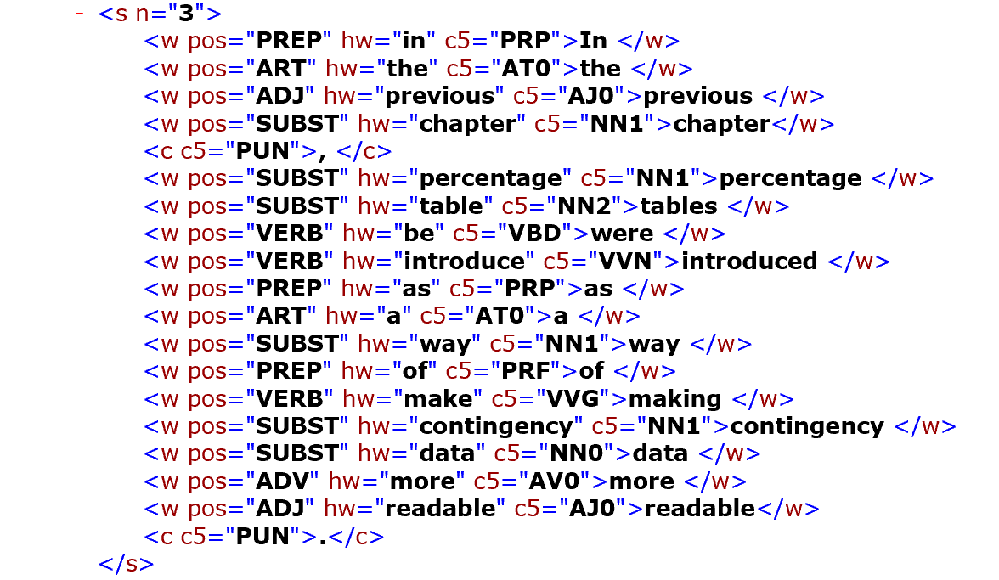 - <s n="3">
<w pos="PREP" hw="in" c5="PRP">In </w>
<w pos="ART" hw="the" c5="AT0">the </w>
<w pos="ADJ" hw="previous" c5="AJ0">previous </w>
<w pos="SUBST" hw="chapter" c5="NN1">chapter</w>
<c c5="PUN">, </c>
<w pos="SUBST" hw="percentage" c5="NN1">percentage </w>
<w pos="SUBST" hw="table" c5="NN2">tables </w>
<w pos="VERB" hw="be" c5="VBD">were </w>
<w pos="VERB" hw="introduce" c5="VVN">introduced </w>
<w pos="PREP" hw="as" c5="PRP">as </w>
<w pos="ART" hw="a" c5="AT0">a </w>
<w pos="SUBST" hw="way" c5="NN1">way </w>
<w pos="PREP" hw="of" c5="PRF">of </w>
<w pos="VERB" hw="make" c5="VVG">making </w>
<w pos="SUBST" hw="contingency" c5="NN1">contingency </w>
<w pos="SUBST" hw="data" c5="NN0">data </w>
<w pos="ADV" hw="more" c5="AV0">more </w>
<w pos="ADJ" hw="readable" c5="AJ0">readable</w>
<c c5="PUN">.</c>
</s>